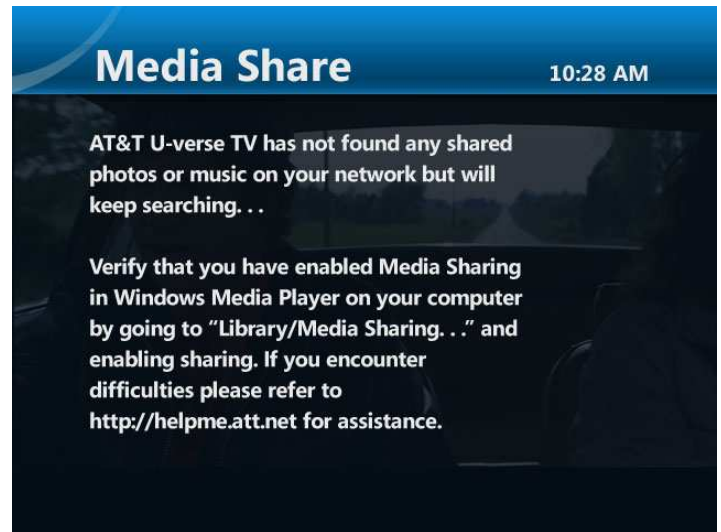 Media Share
10:28 AM
AT&T U-verse TV has not found any shared
photos or music on your network but will
keep searching. . .
Verify that you have enabled Media Sharing
in Windows Media Player on your computer
by going to “Library/Media Sharing. . .” and
enabling sharing. If you encounter
difficulties please refer to
http://helpme.att.net for assistance.